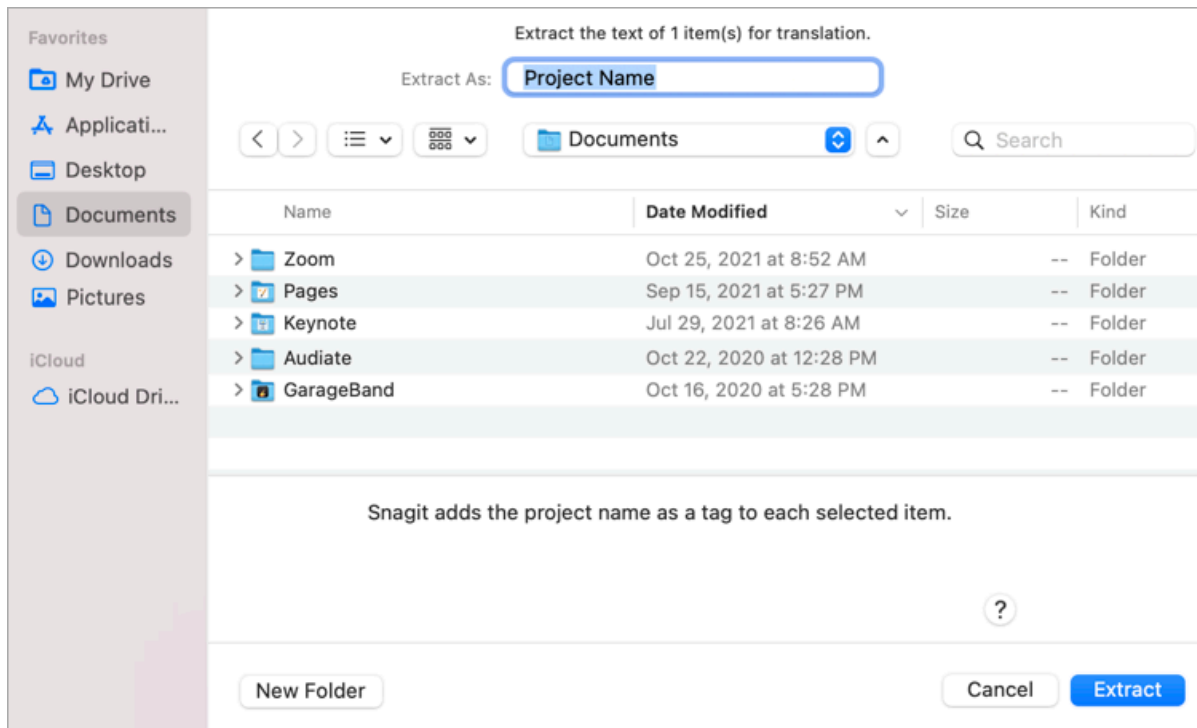 Favorites
My Drive
Applicati...
Desktop
Documents
Downloads
Pictures
iCloud
iCloud Dri...
Extract the text of 1 item(s) for translation.
Extract As: Project Name
Documents
Search
Name Date Modified Size Kind
Zoom Oct 25, 2021 at 8:52 AM -- Folder
Pages Sep 15, 2021 at 5:27 PM -- Folder
Keynote Jul 29, 2021 at 8:26 AM -- Folder
Audiate Oct 22, 2020 at 12:28 PM -- Folder
GarageBand Oct 16, 2020 at 5:28 PM -- Folder
Snagit adds the project name as a tag to each selected item.
?
New Folder Cancel Extract